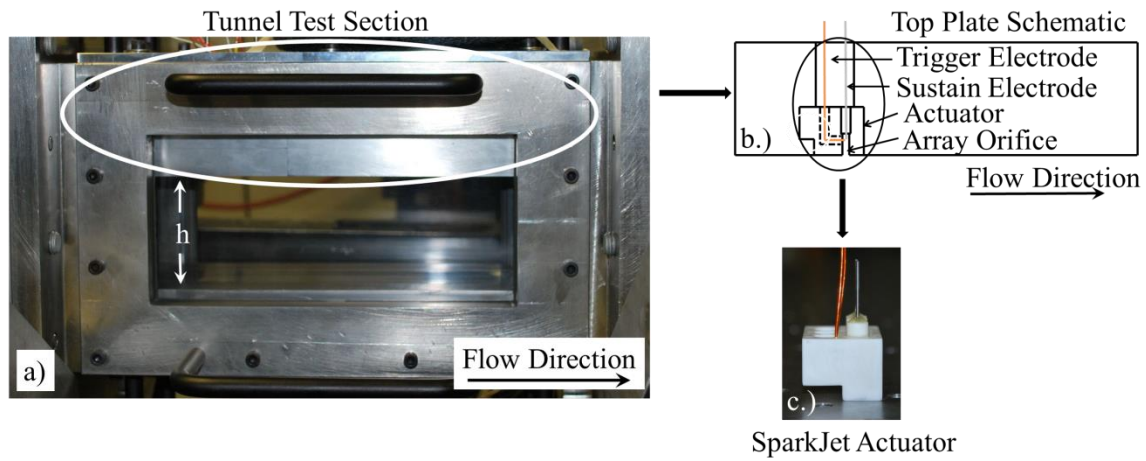 Tunnel Test Section
h
a)
Flow Direction
Top Plate Schematic
Trigger Electrode
Sustain Electrode
Actuator
b.) Array Orifice
Flow Direction
c.)
SparkJet Actuator